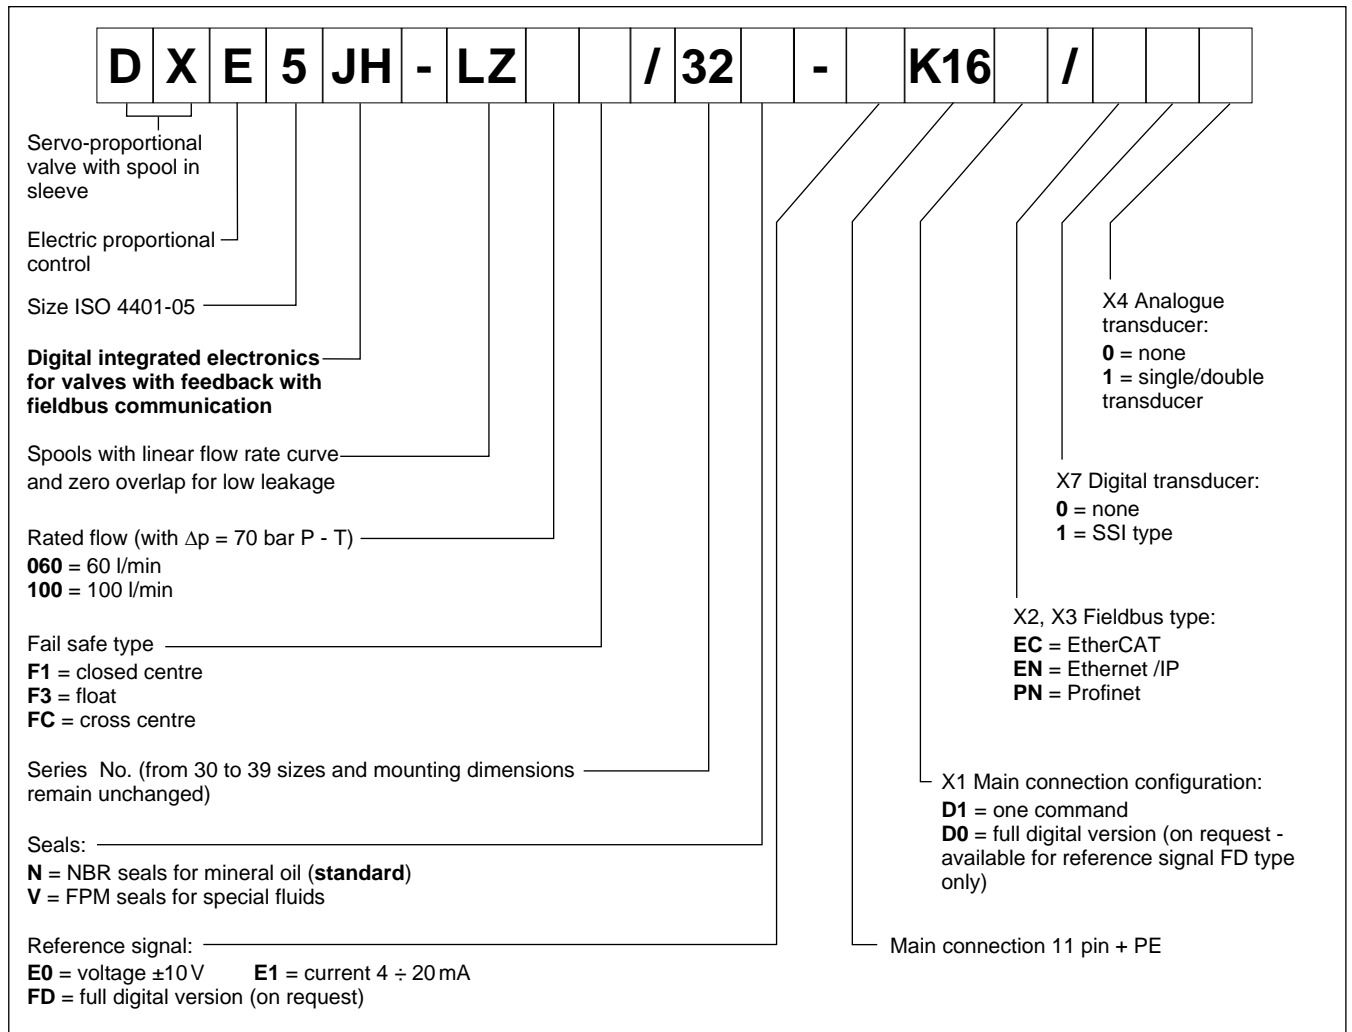 D X E 5 JH - LZ / 32 - K16 /
Servo-proportional
valve with spool in
sleeve
Electric proportional
control
Size ISO 4401-05
Digital integrated electronics
for valves with feedback with
fieldbus communication
Spools with linear flow rate curve
and zero overlap for low leakage
Rated flow (with Δp = 70 bar P - T)
060 = 60 l/min
100 = 100 l/min
Fail safe type
F1 = closed centre
F3 = float
FC = cross centre
Series No. (from 30 to 39 sizes and mounting dimensions
remain unchanged)
Seals:
N = NBR seals for mineral oil (standard)
V = FPM seals for special fluids
Reference signal:
E0 = voltage ±10 V E1 = current 4 ÷ 20 mA
FD = full digital version (on request)
X4 Analogue
transducer:
0 = none
1 = single/double
transducer
X7 Digital transducer:
0 = none
1 = SSI type
X2, X3 Fieldbus type:
EC = EtherCAT
EN = Ethernet /IP
PN = Profinet
X1 Main connection configuration:
D1 = one command
D0 = full digital version (on request -
available for reference signal FD type
only)
Main connection 11 pin + PE